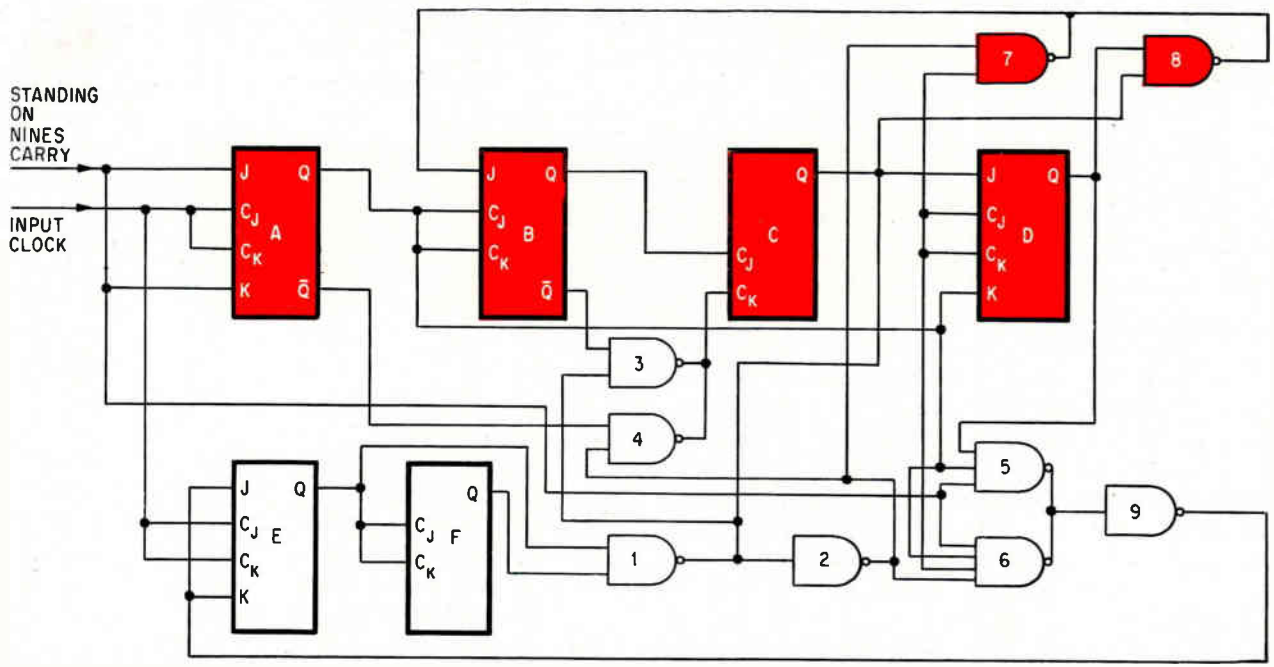 STANDING
ON
NINES
CARRY
INPUT
CLOCK
J Q
CJ
A
CK
K Q̄
J Q
CJ
B
CK
Q̄
Q
C
CJ
CK
J Q
CJ
D
CK
K
7
8
3
4
5
6
9
1
2
J Q
CJ
E
CK
K
Q
CJ
F
CK